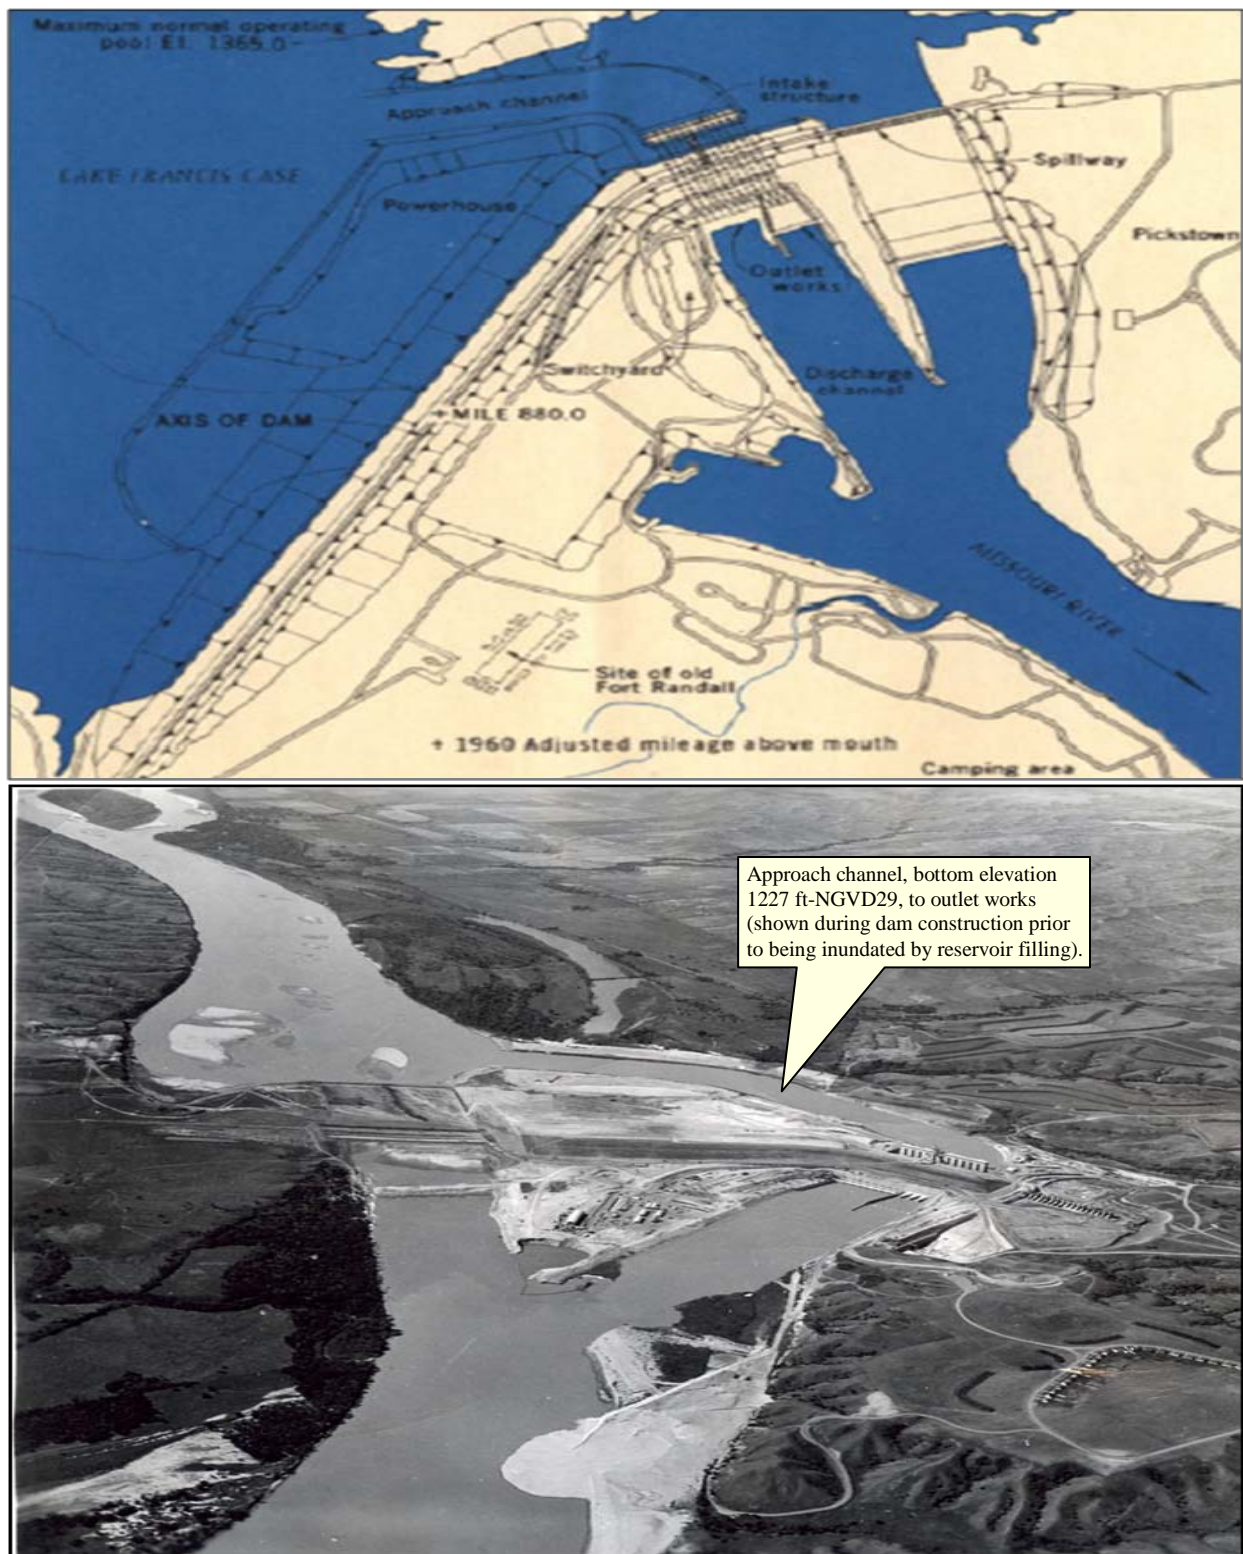 Maximum normal operating
pool El. 1365.0
Approach channel
Intake
structure
LAKE FRANCIS CASE
Spillway
Powerhouse
Pickstown
Outlet
works
Switchyard
Discharge
channel
AXIS OF DAM
+MILE 880.0
MISSOURI RIVER
Site of old
Fort Randall
+ 1960 Adjusted mileage above mouth
Camping area
Approach channel, bottom elevation
1227 ft-NGVD29, to outlet works
(shown during dam construction prior
to being inundated by reservoir filling).